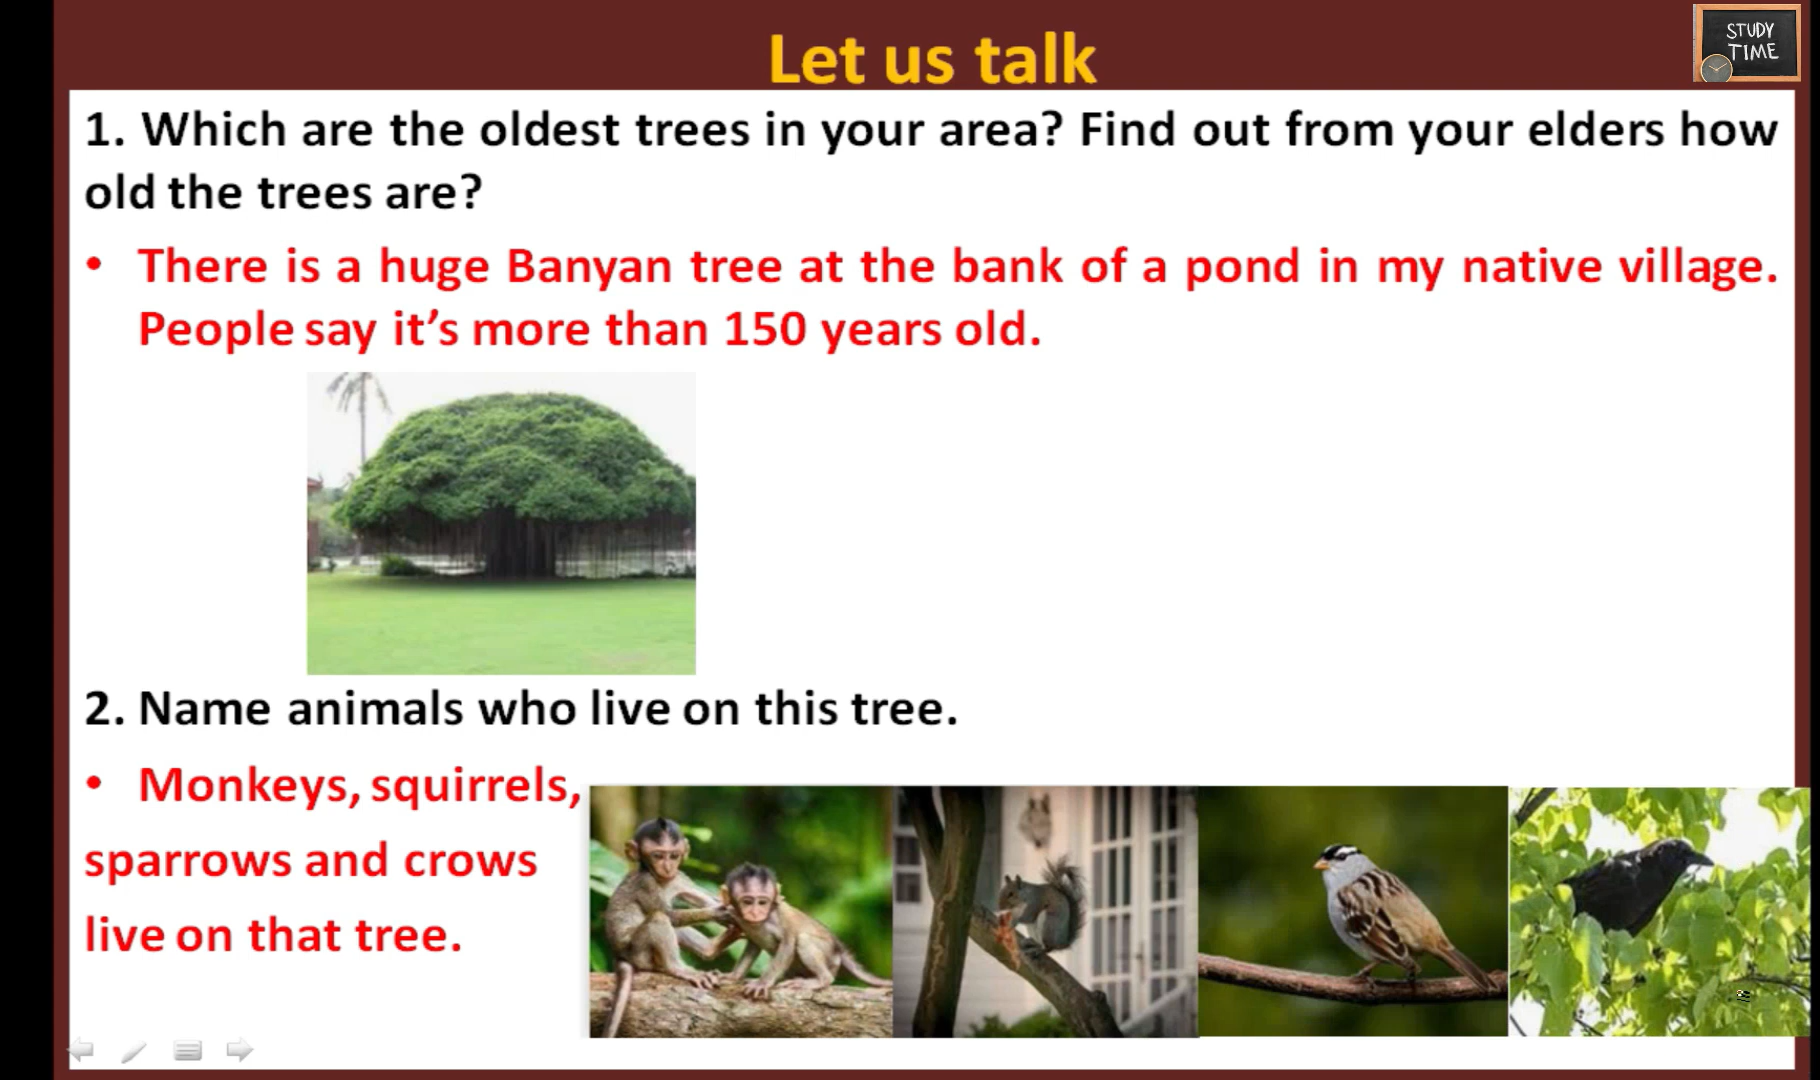 Let us talk
STUDY
TIME
1. Which are the oldest trees in your area? Find out from your elders how
old the trees are?
• There is a huge Banyan tree at the bank of a pond in my native village.
People say it’s more than 150 years old.
2. Name animals who live on this tree.
• Monkeys, squirrels,
sparrows and crows
live on that tree.